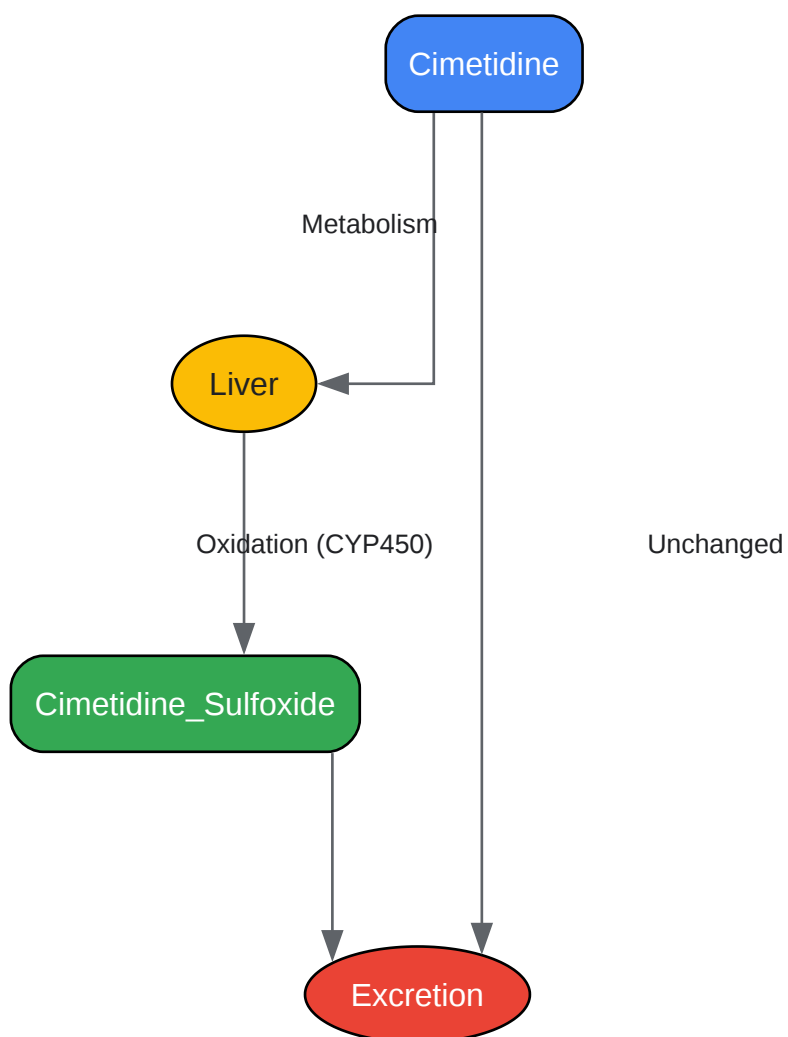 Cimetidine
Metabolism
Liver
Oxidation (CYP450)
Unchanged
Cimetidine_Sulfoxide
Excretion